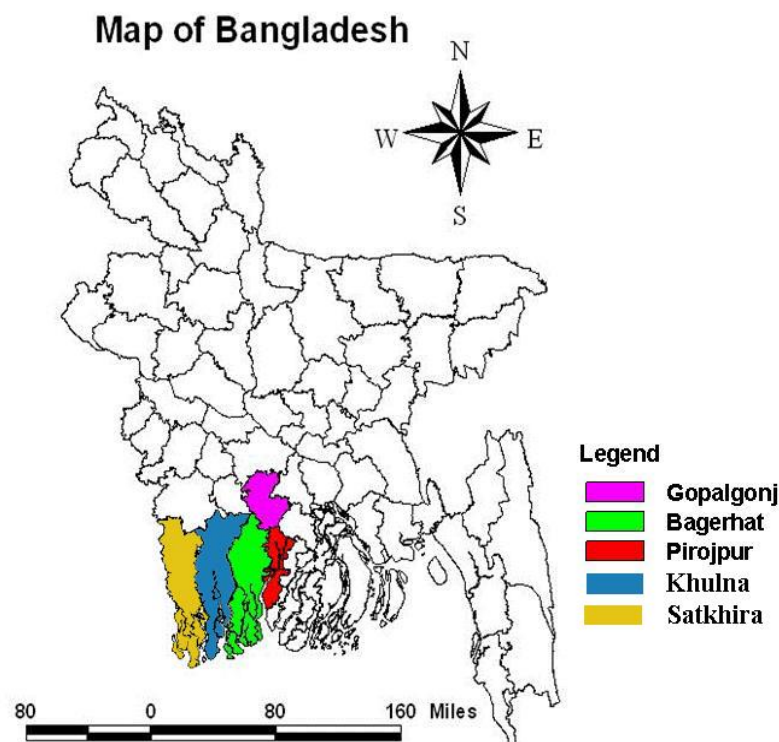 Map of Bangladesh
N
W E
S
Legend
Gopalgonj
Bagerhat
Pirojpur
Khulna
Satkhira
80 0 80 160 Miles